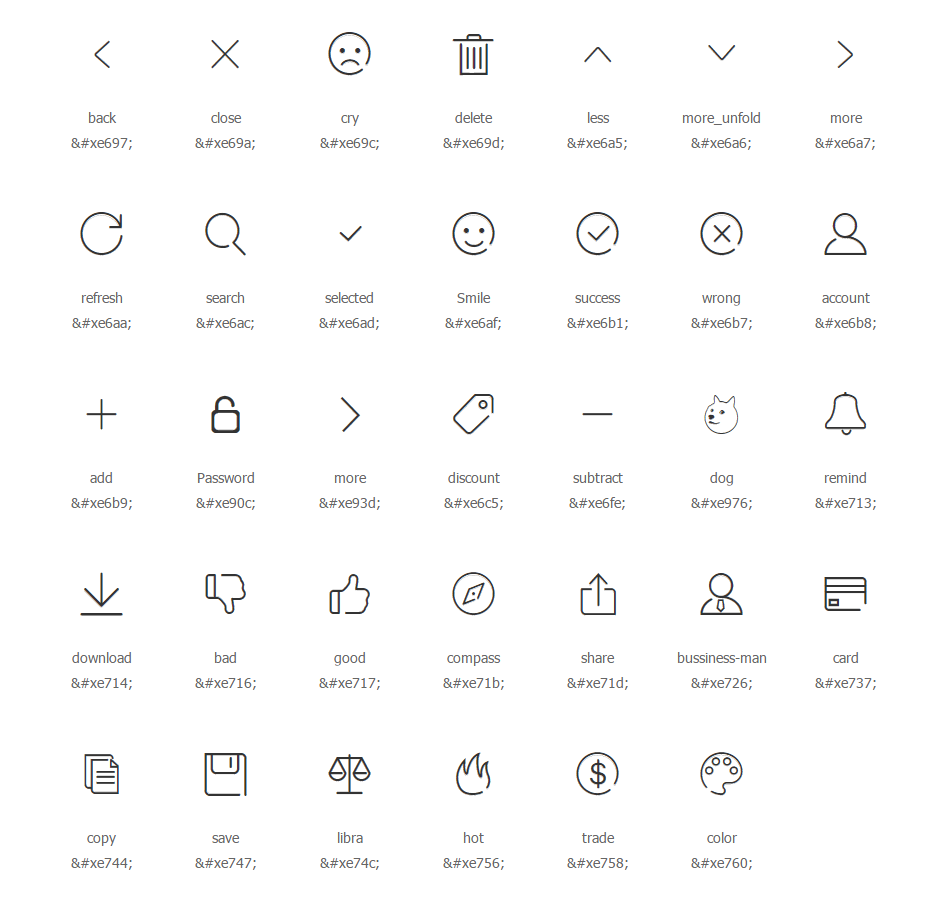 back close cry delete less more_unfold more
&#xe697; &#xe69a; &#xe69c; &#xe69d; &#xe6a5; &#xe6a6; &#xe6a7;
refresh search selected Smile success wrong account
&#xe6aa; &#xe6ac; &#xe6ad; &#xe6af; &#xe6b1; &#xe6b7; &#xe6b8;
add Password more discount subtract dog remind
&#xe6b9; &#xe90c; &#xe93d; &#xe6c5; &#xe6fe; &#xe976; &#xe713;
download bad good compass share bussiness-man card
&#xe714; &#xe716; &#xe717; &#xe71b; &#xe71d; &#xe726; &#xe737;
copy save libra hot trade color
&#xe744; &#xe747; &#xe74c; &#xe756; &#xe758; &#xe760;